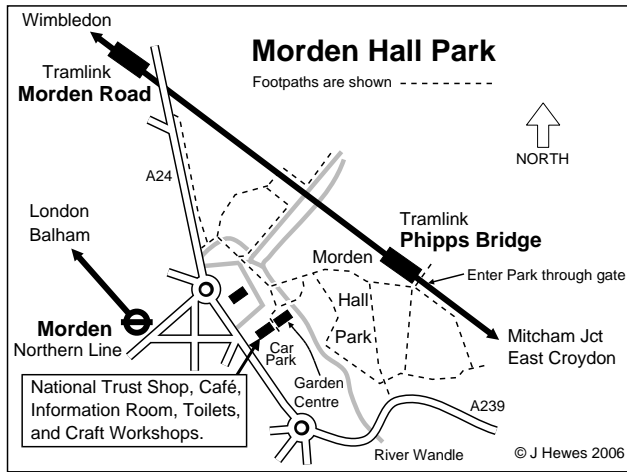 Wimbledon
Morden Hall Park
Footpaths are shown
Tramlink
Morden Road
NORTH
A24
London
Balham
Tramlink
Phipps Bridge
Morden
Enter Park through gate
Hall
Park
Morden
Northern Line
Mitcham Jct
East Croydon
Car
Park
Garden
Centre
National Trust Shop, Café,
Information Room, Toilets,
and Craft Workshops.
A239
River Wandle
© J Hewes 2006